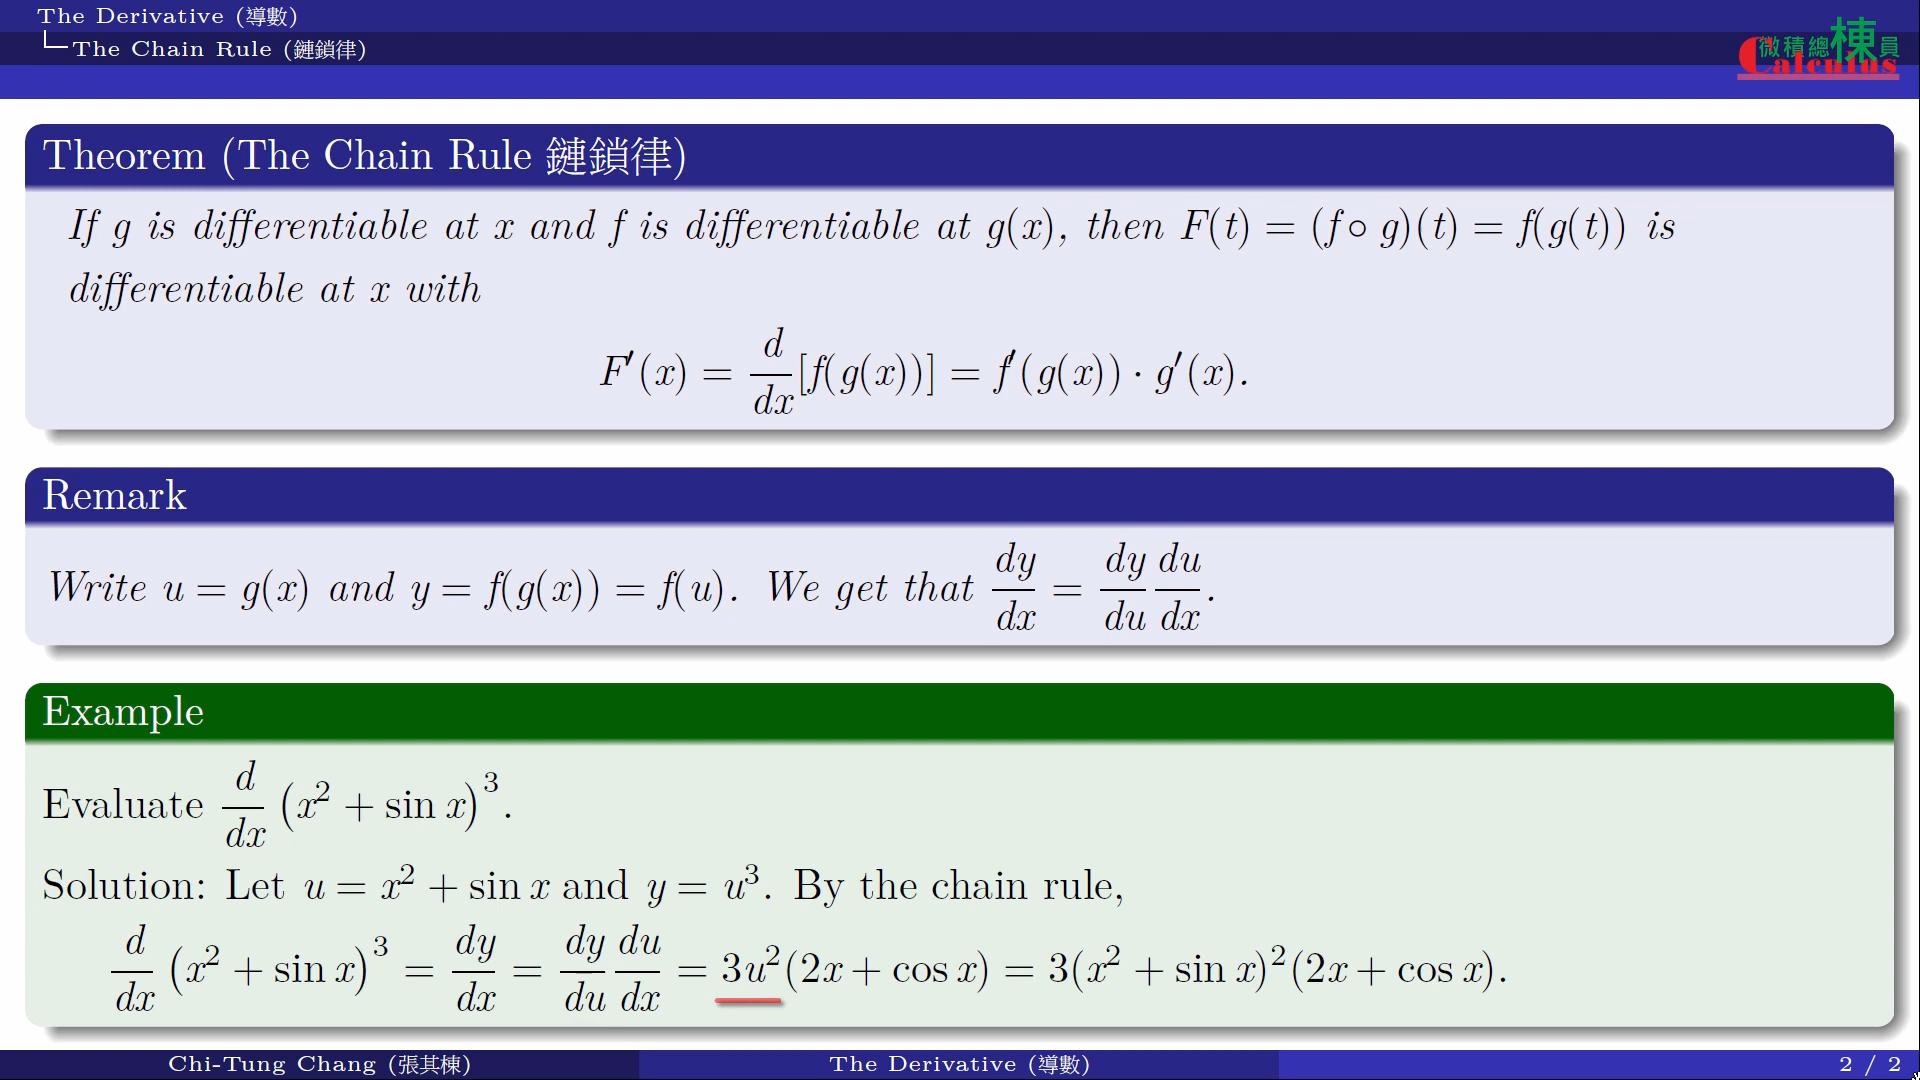 The Derivative (導數)
The Chain Rule (鏈鎖律)
微積總棟員
Calculus
Theorem (The Chain Rule 鏈鎖律)
If g is differentiable at x and f is differentiable at g(x), then F(t) = (f ∘ g)(t) = f(g(t)) is
differentiable at x with
F′(x) = d/dx [f(g(x))] = f′(g(x)) · g′(x).
Remark
Write u = g(x) and y = f(g(x)) = f(u). We get that dy/dx = dy/du du/dx.
Example
Evaluate d/dx (x² + sin x)³.
Solution: Let u = x² + sin x and y = u³. By the chain rule,
d/dx (x² + sin x)³ = dy/dx = dy/du du/dx = 3u²(2x + cos x) = 3(x² + sin x)²(2x + cos x).
Chi-Tung Chang (張其棟) The Derivative (導數) 2 / 2